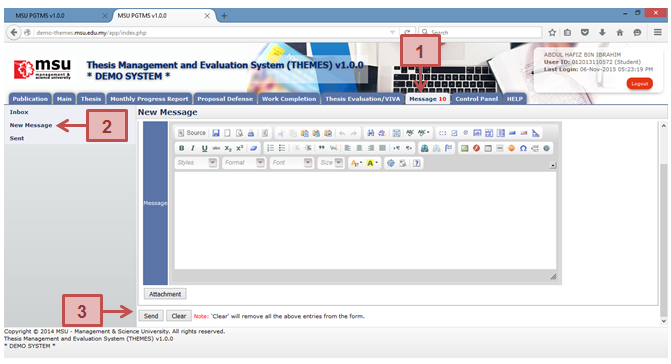 MSU PGTMS v1.0.0 MSU PGTMS v1.0.0
demo-themes.msu.edu.my/app/index.php Search
msu
management &
science university
Thesis Management and Evaluation System (THEMES) v1.0.0
* DEMO SYSTEM *
ABDUL HAFIZ BIN IBRAHIM
User ID: 012013110572 (Student)
Last Login: 06-Nov-2015 05:23:19 PM
Logout
1
Publication Main Thesis Monthly Progress Report Proposal Defense Work Completion Thesis Evaluation/VIVA Message 10 Control Panel HELP
Inbox
New Message
Sent
2
New Message
Source
Styles Format Font Size
Message
Attachment
3
Send Clear Note: 'Clear' will remove all the above entries from the form.
Copyright © 2014 MSU - Management & Science University. All rights reserved.
Thesis Management and Evaluation System (THEMES) v1.0.0
* DEMO SYSTEM *